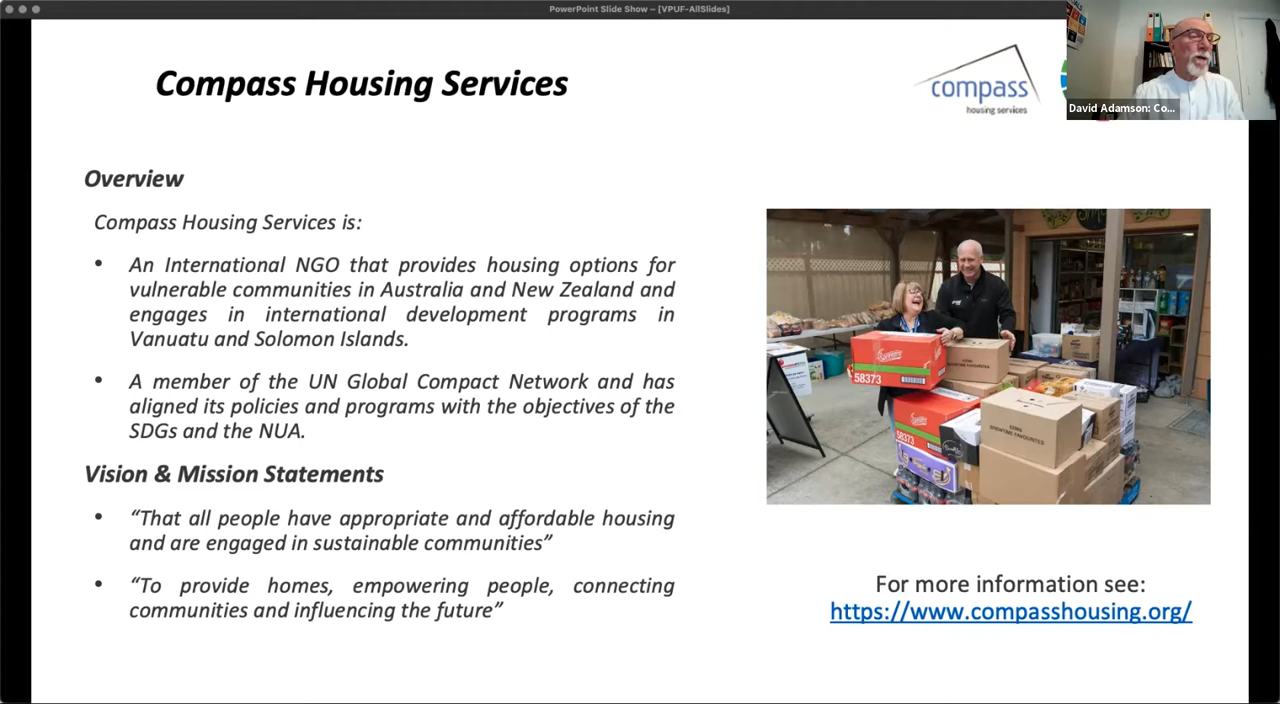 PowerPoint Slide Show – [VPUF-AllSlides]
Compass Housing Services
compass
housing services
David Adamson: Co...
Overview
Compass Housing Services is:
• An International NGO that provides housing options for
vulnerable communities in Australia and New Zealand and
engages in international development programs in
Vanuatu and Solomon Islands.
• A member of the UN Global Compact Network and has
aligned its policies and programs with the objectives of the
SDGs and the NUA.
Vision & Mission Statements
• “That all people have appropriate and affordable housing
and are engaged in sustainable communities”
• “To provide homes, empowering people, connecting
communities and influencing the future”
58373
58373
For more information see:
https://www.compasshousing.org/